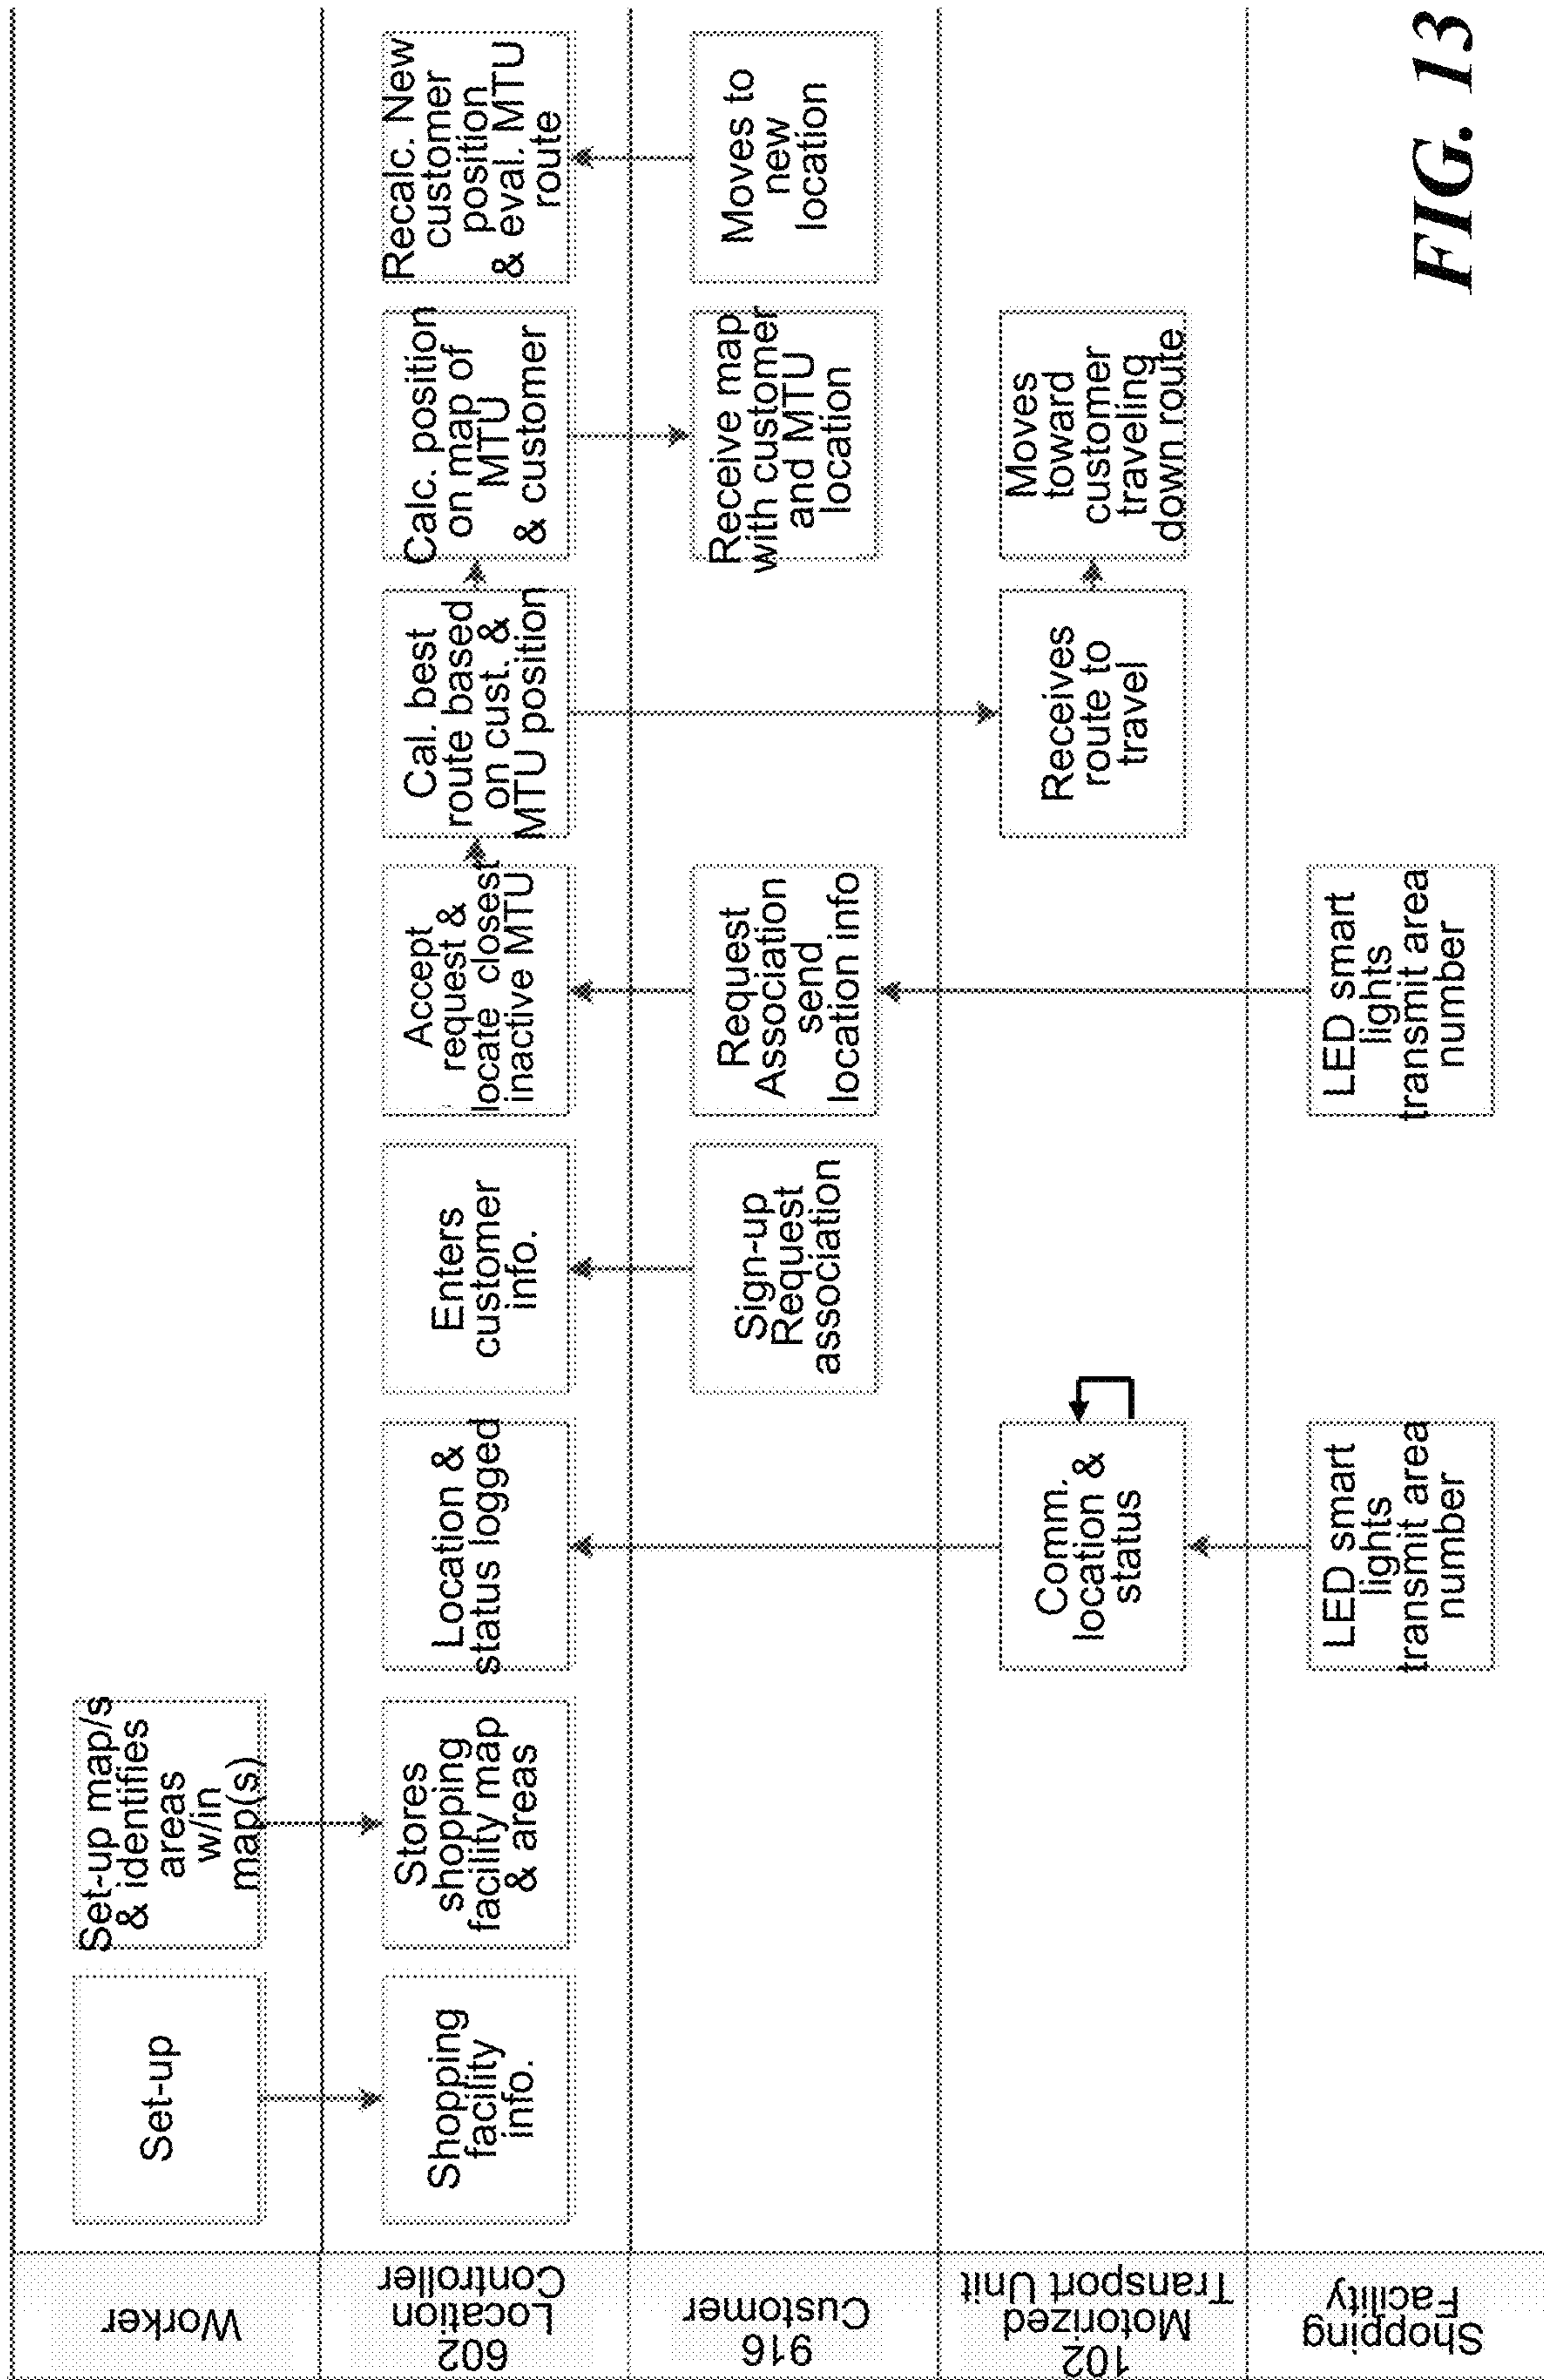 Worker
Set-up
Set-up map/s
& identifies
areas
w/in
map(s)
602
Location
Controller
Shopping
facility
info.
Stores
shopping
facility map
& areas
Location &
status logged
Enters
customer
info.
Accept
request &
locate closest
inactive MTU
Cal. best
route based
on cust. &
MTU position
Calc. position
on map of
MTU
& customer
Recalc. New
customer
position
& eval. MTU
route
916
Customer
Sign-up
Request
association
Request
Association
send
location info
Receive map
with customer
and MTU
location
Moves to
new
location
102
Motorized
Transport Unit
Comm.
location &
status
Receives
route to
travel
Moves
toward
customer
traveling
down route
Shopping
Facility
LED smart
lights
transmit area
number
LED smart
lights
transmit area
number
FIG. 13